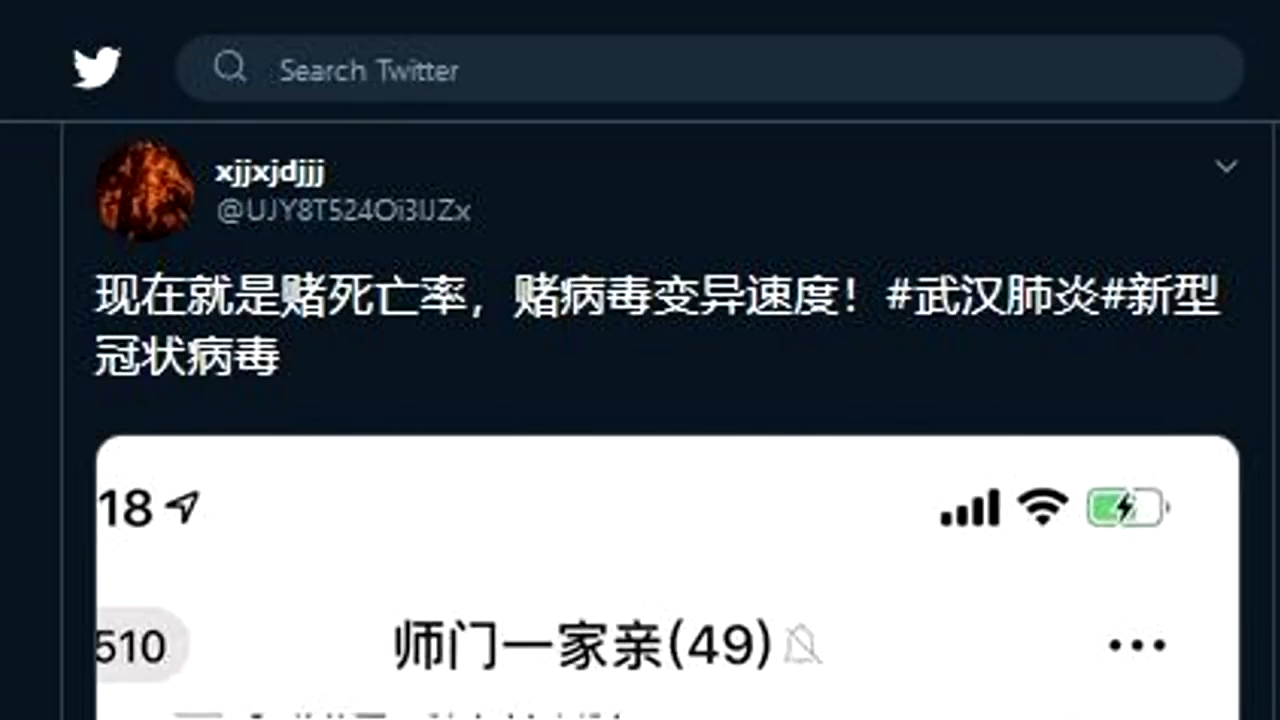 Search Twitter
xjjxjdjjj
@UJY8T524Oi3IJZx
现在就是赌死亡率，赌病毒变异速度！#武汉肺炎#新型
冠状病毒
18
510
师门一家亲(49)